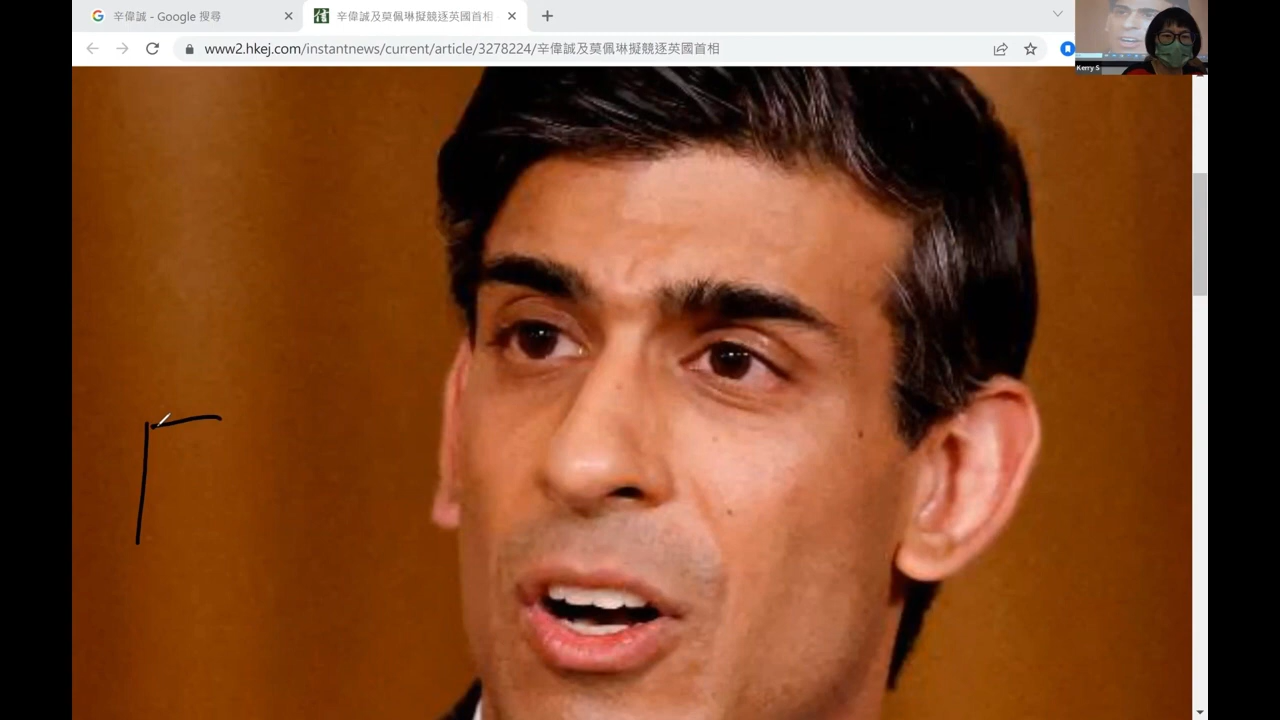 辛偉誠 - Google 搜尋
辛偉誠及莫佩琳擬競逐英國首相
www2.hkej.com/instantnews/current/article/3278224/辛偉誠及莫佩琳擬競逐英國首相
Kerry S
信